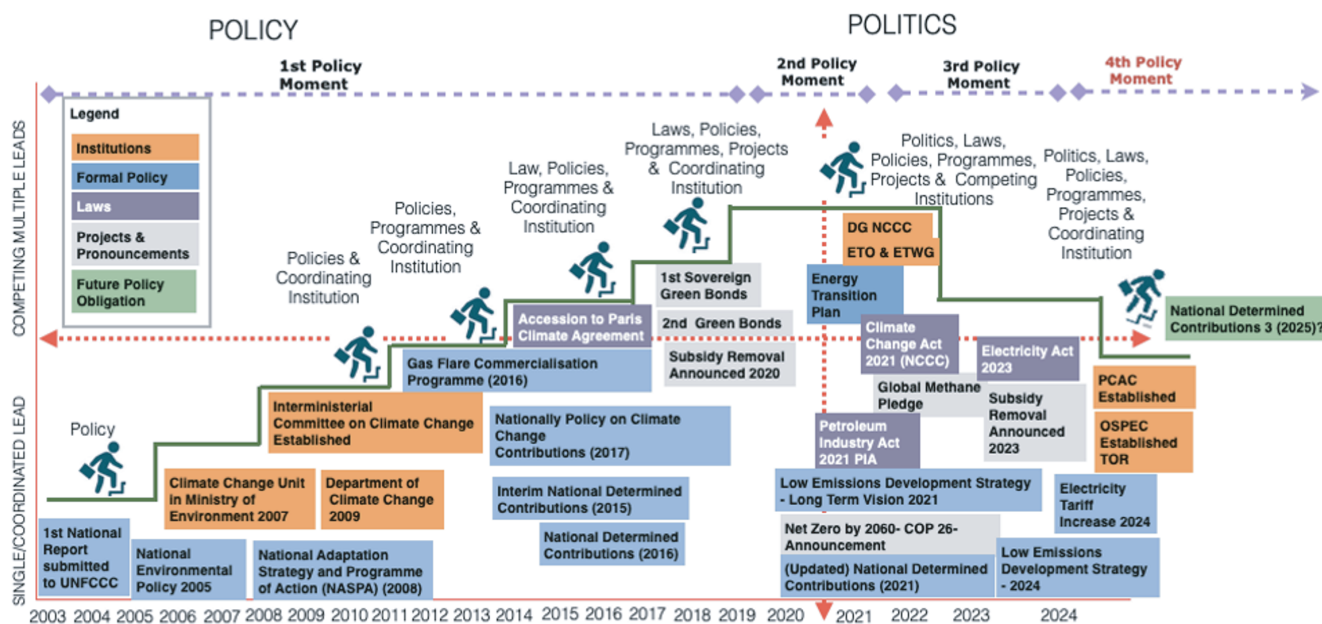 POLICY
POLITICS
1st Policy
Moment
2nd Policy
Moment
3rd Policy
Moment
4th Policy
Moment
COMPETING MULTIPLE LEADS
SINGLE/COORDINATED LEAD
Legend
Institutions
Formal Policy
Laws
Projects &
Pronouncements
Future Policy
Obligation
Policy
Policies &
Coordinating
Institution
Policies,
Programmes &
Coordinating
Institution
Law, Policies,
Programmes &
Coordinating
Institution
Laws, Policies,
Programmes, Projects
& Coordinating
Institution
Politics, Laws,
Policies, Programmes,
Projects & Competing
Institutions
Politics, Laws,
Policies,
Programmes,
Projects &
Coordinating
Institution
DG NCCC
ETO & ETWG
Energy
Transition
Plan
1st Sovereign
Green Bonds
2nd Green Bonds
Subsidy Removal
Announced 2020
Accession to Paris
Climate Agreement
Gas Flare Commercialisation
Programme (2016)
Climate
Change Act
2021 (NCCC)
Electricity Act
2023
National Determined
Contributions 3 (2025)?
Global Methane
Pledge
Subsidy
Removal
Announced
2023
PCAC
Established
OSPEC
Established
TOR
Interministerial
Committee on Climate Change
Established
Nationally Policy on Climate
Change
Contributions (2017)
Petroleum
Industry Act
2021 PIA
Climate Change Unit
in Ministry of
Environment 2007
Department of
Climate Change
2009
Interim National Determined
Contributions (2015)
National Determined
Contributions (2016)
Low Emissions Development Strategy
- Long Term Vision 2021
Electricity
Tariff
Increase 2024
Net Zero by 2060- COP 26-
Announcement
(Updated) National Determined
Contributions (2021)
Low Emissions
Development Strategy
- 2024
1st National
Report
submitted
to UNFCCC
National
Environmental
Policy 2005
National Adaptation
Strategy and Programme
of Action (NASPA) (2008)
2003 2004 2006 2007 2008 2009 2010 2011 2012 2013 2014 2015 2016 2017 2018 2019 2020 2021 2022 2023 2024